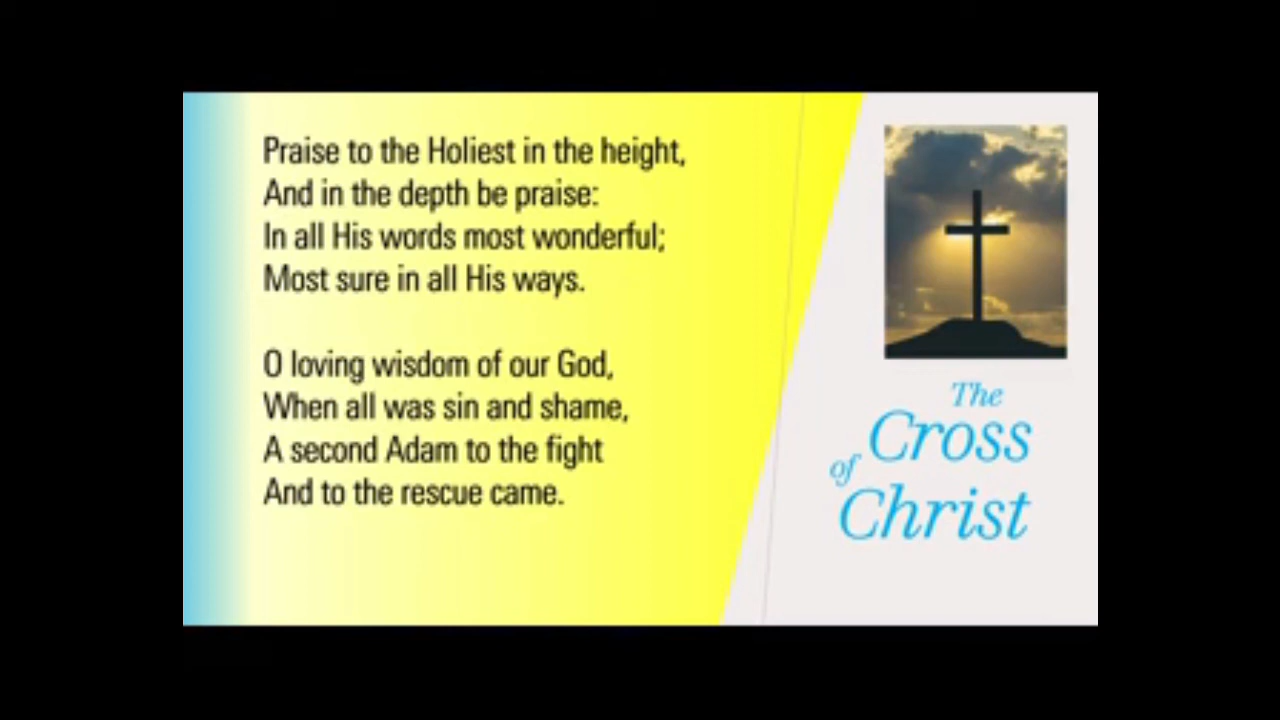 Praise to the Holiest in the height,
And in the depth be praise:
In all His words most wonderful;
Most sure in all His ways.
O loving wisdom of our God,
When all was sin and shame,
A second Adam to the fight
And to the rescue came.
The
Cross
of
Christ